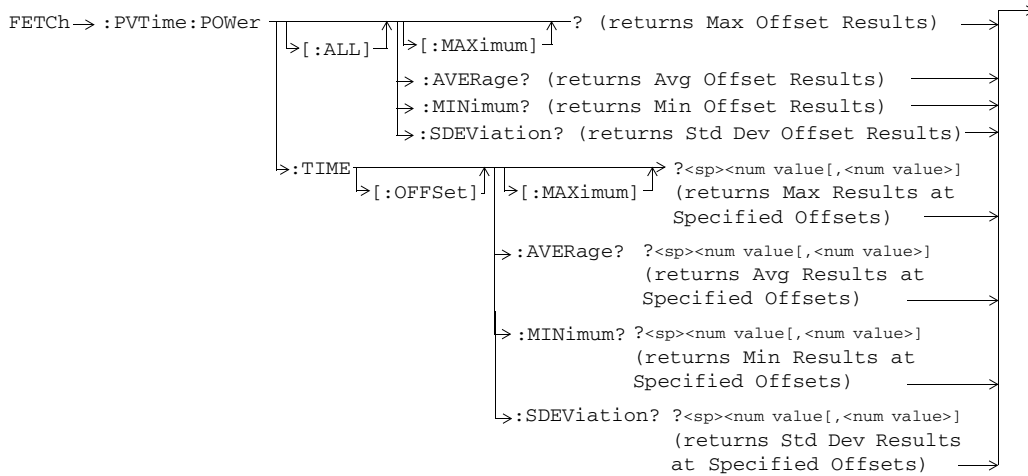 FETCh :PVTime:POWer ? (returns Max Offset Results)
[:ALL] [:MAXimum]
:AVERage? (returns Avg Offset Results)
:MINimum? (returns Min Offset Results)
:SDEViation? (returns Std Dev Offset Results)
:TIME ?<sp><num value[,<num value>]
[:OFFSet] [:MAXimum] (returns Max Results at
Specified Offsets)
:AVERage? ?<sp><num value[,<num value>]
(returns Avg Results at
Specified Offsets)
:MINimum? ?<sp><num value[,<num value>]
(returns Min Results at
Specified Offsets)
:SDEViation? ?<sp><num value[,<num value>]
(returns Std Dev Results
at Specified Offsets)